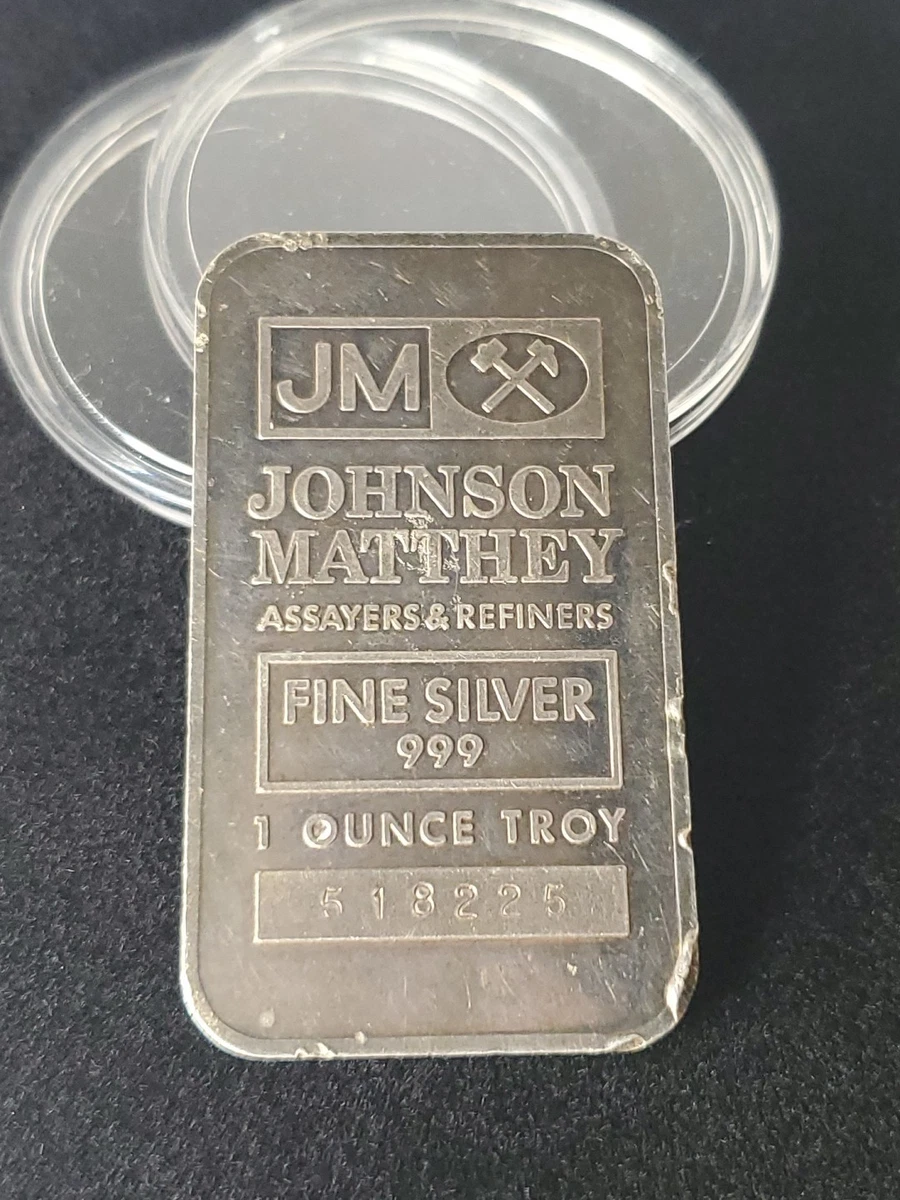 JM
JOHNSON
MATTHEY
ASSAYERS & REFINERS
FINE SILVER
999
1 OUNCE TROY
518225